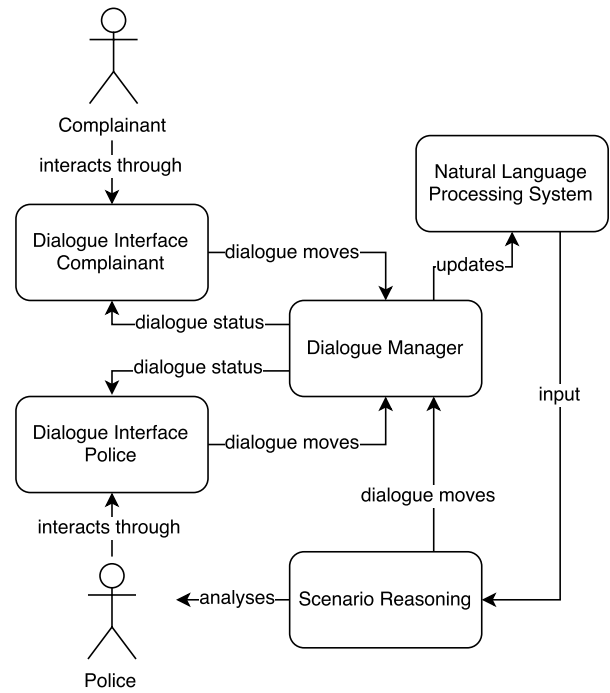 Complainant
interacts through
Dialogue Interface
Complainant
dialogue moves
Natural Language
Processing System
updates
dialogue status
Dialogue Manager
dialogue status
input
Dialogue Interface
Police
dialogue moves
dialogue moves
interacts through
analyses
Scenario Reasoning
Police